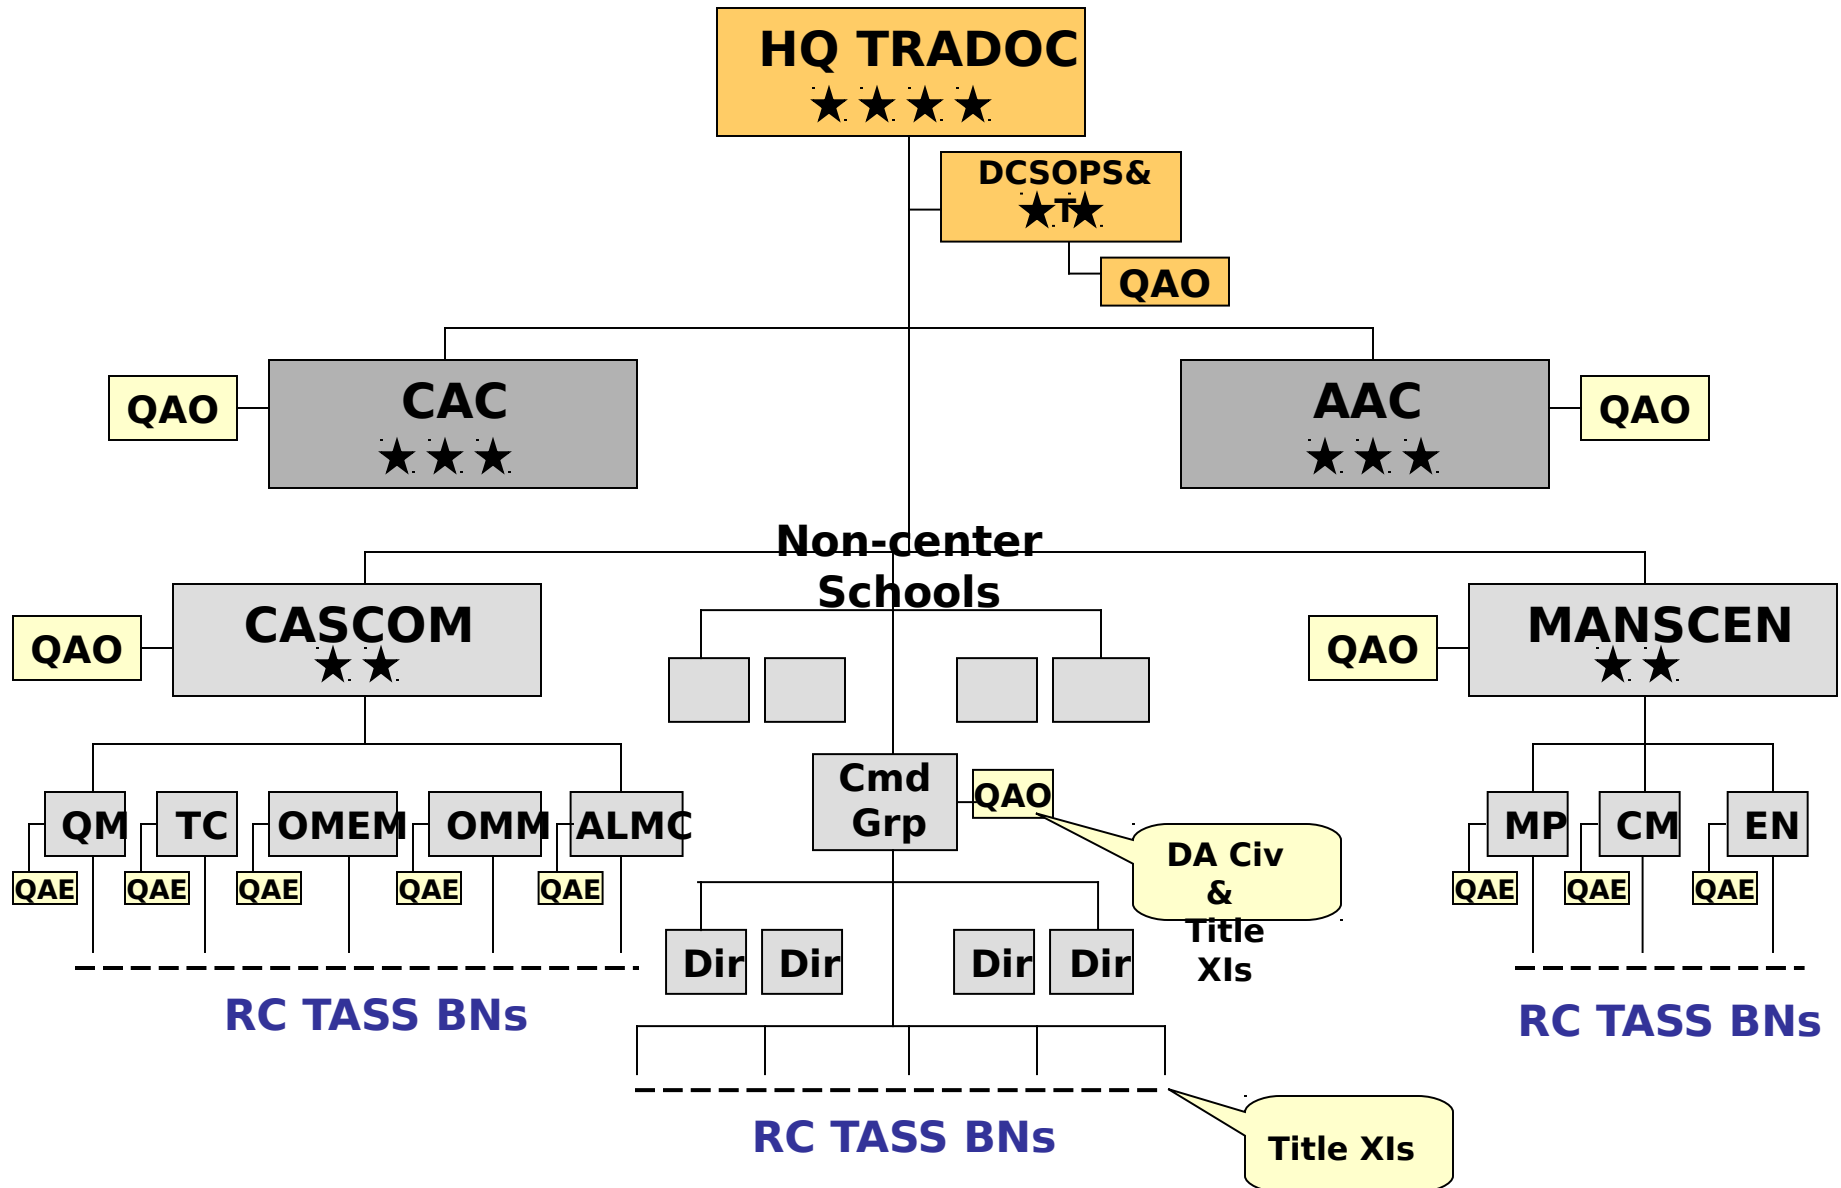 HQ TRADOC
DCSOPS&
T
QAO
QAO
CAC
AAC
QAO
Non-center
Schools
QAO
CASCOM
QAO
MANSCEN
Cmd
Grp
QAO
QM
TC
OMEM
OMM
ALMC
MP
CM
EN
QAE
QAE
QAE
QAE
QAE
DA Civ
&
Title
XIs
QAE
QAE
QAE
Dir
Dir
Dir
Dir
RC TASS BNs
RC TASS BNs
RC TASS BNs
Title XIs